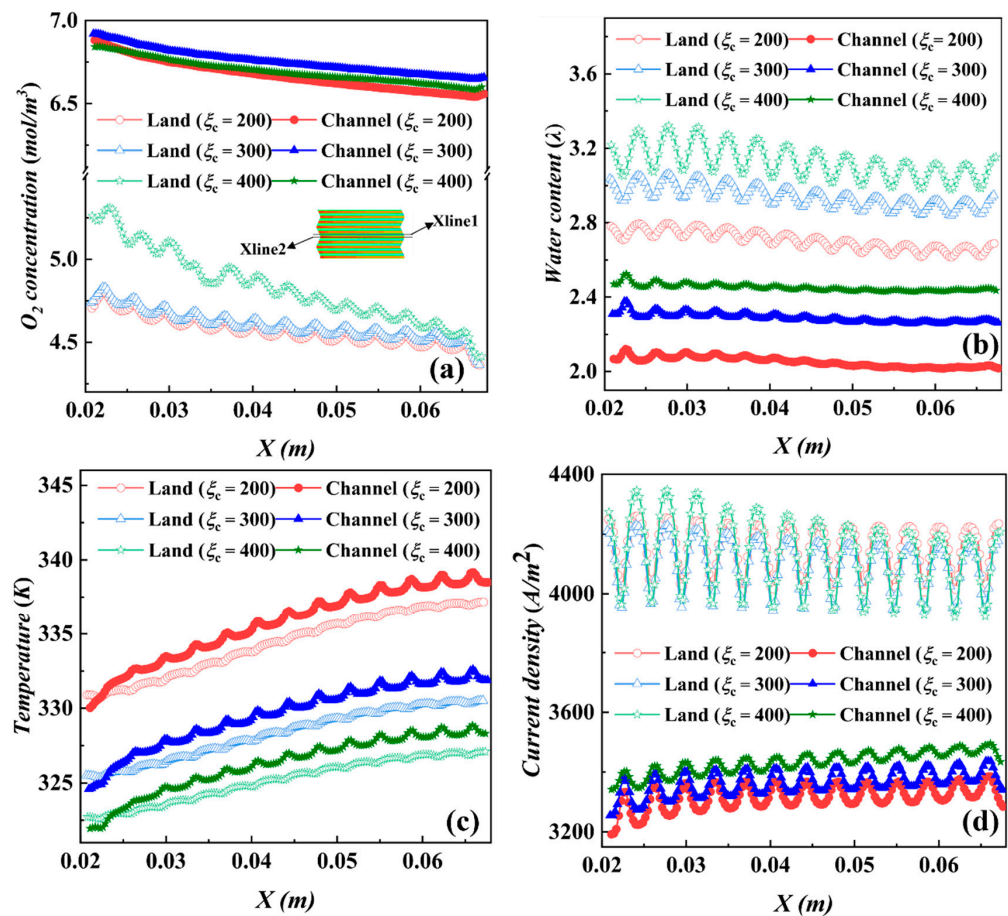 7.0
6.5
5.0
4.5
0.02 0.03 0.04 0.05 0.06
O₂ concentration (mol/m³)
X (m)
Land (ξc = 200) Channel (ξc = 200)
Land (ξc = 300) Channel (ξc = 300)
Land (ξc = 400) Channel (ξc = 400)
Xline2 Xline1
(a)
3.6
3.2
2.8
2.4
2.0
0.02 0.03 0.04 0.05 0.06
Water content (λ)
X (m)
Land (ξc = 200) Channel (ξc = 200)
Land (ξc = 300) Channel (ξc = 300)
Land (ξc = 400) Channel (ξc = 400)
(b)
345
340
335
330
325
0.02 0.03 0.04 0.05 0.06
Temperature (K)
X (m)
Land (ξc = 200) Channel (ξc = 200)
Land (ξc = 300) Channel (ξc = 300)
Land (ξc = 400) Channel (ξc = 400)
(c)
4400
4000
3600
3200
0.02 0.03 0.04 0.05 0.06
Current density (A/m²)
X (m)
Land (ξc = 200) Channel (ξc = 200)
Land (ξc = 300) Channel (ξc = 300)
Land (ξc = 400) Channel (ξc = 400)
(d)